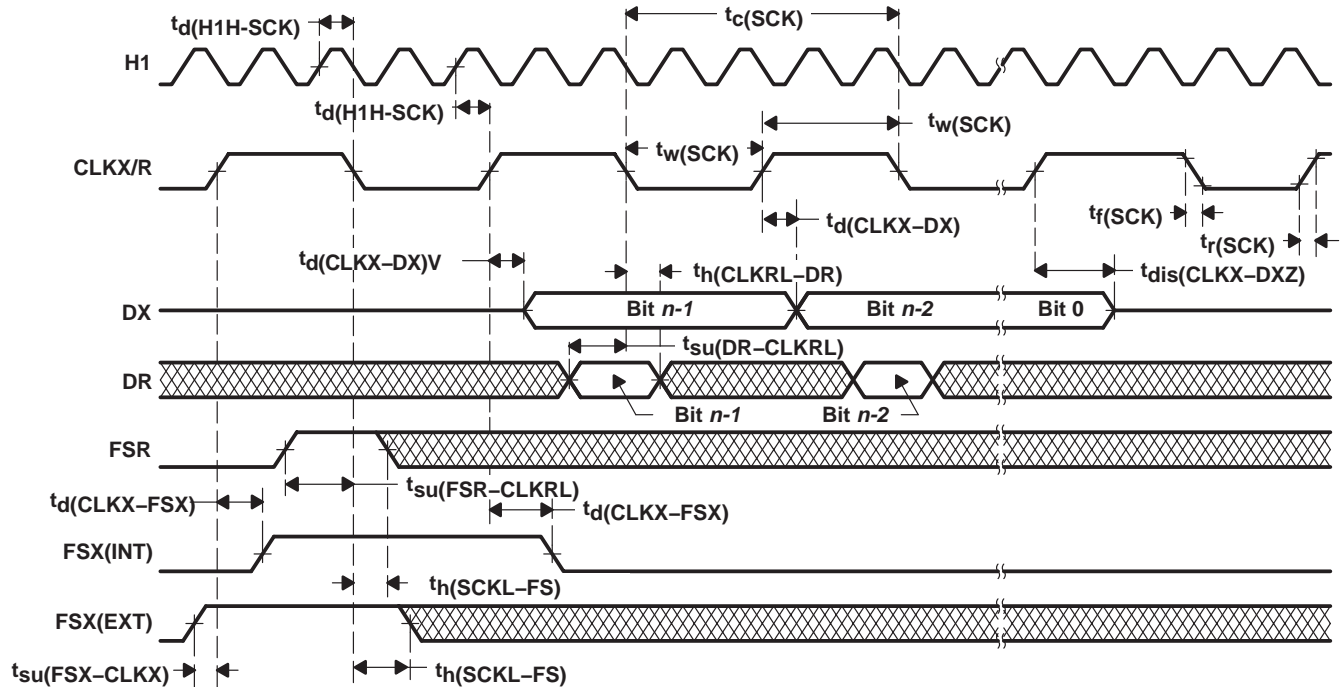 tc(SCK)
td(H1H-SCK)
H1
td(H1H-SCK)
tw(SCK)
tw(SCK)
CLKX/R
tf(SCK)
td(CLKX–DX)
tr(SCK)
td(CLKX–DX)V
th(CLKRL–DR)
tdis(CLKX–DXZ)
DX
Bit n-1
Bit n-2
Bit 0
tsu(DR–CLKRL)
DR
Bit n-1
Bit n-2
FSR
tsu(FSR–CLKRL)
td(CLKX–FSX)
td(CLKX–FSX)
FSX(INT)
th(SCKL–FS)
FSX(EXT)
tsu(FSX–CLKX)
th(SCKL–FS)